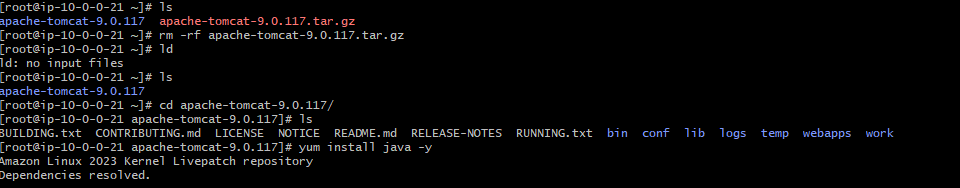 [root@ip-10-0-0-21 ~]# ls
apache-tomcat-9.0.117  apache-tomcat-9.0.117.tar.gz
[root@ip-10-0-0-21 ~]# rm -rf apache-tomcat-9.0.117.tar.gz
[root@ip-10-0-0-21 ~]# ld
ld: no input files
[root@ip-10-0-0-21 ~]# ls
apache-tomcat-9.0.117
[root@ip-10-0-0-21 ~]# cd apache-tomcat-9.0.117/
[root@ip-10-0-0-21 apache-tomcat-9.0.117]# ls
BUILDING.txt  CONTRIBUTING.md  LICENSE  NOTICE  README.md  RELEASE-NOTES  RUNNING.txt  bin  conf  lib  logs  temp  webapps  work
[root@ip-10-0-0-21 apache-tomcat-9.0.117]# yum install java -y
Amazon Linux 2023 Kernel Livepatch repository
Dependencies resolved.